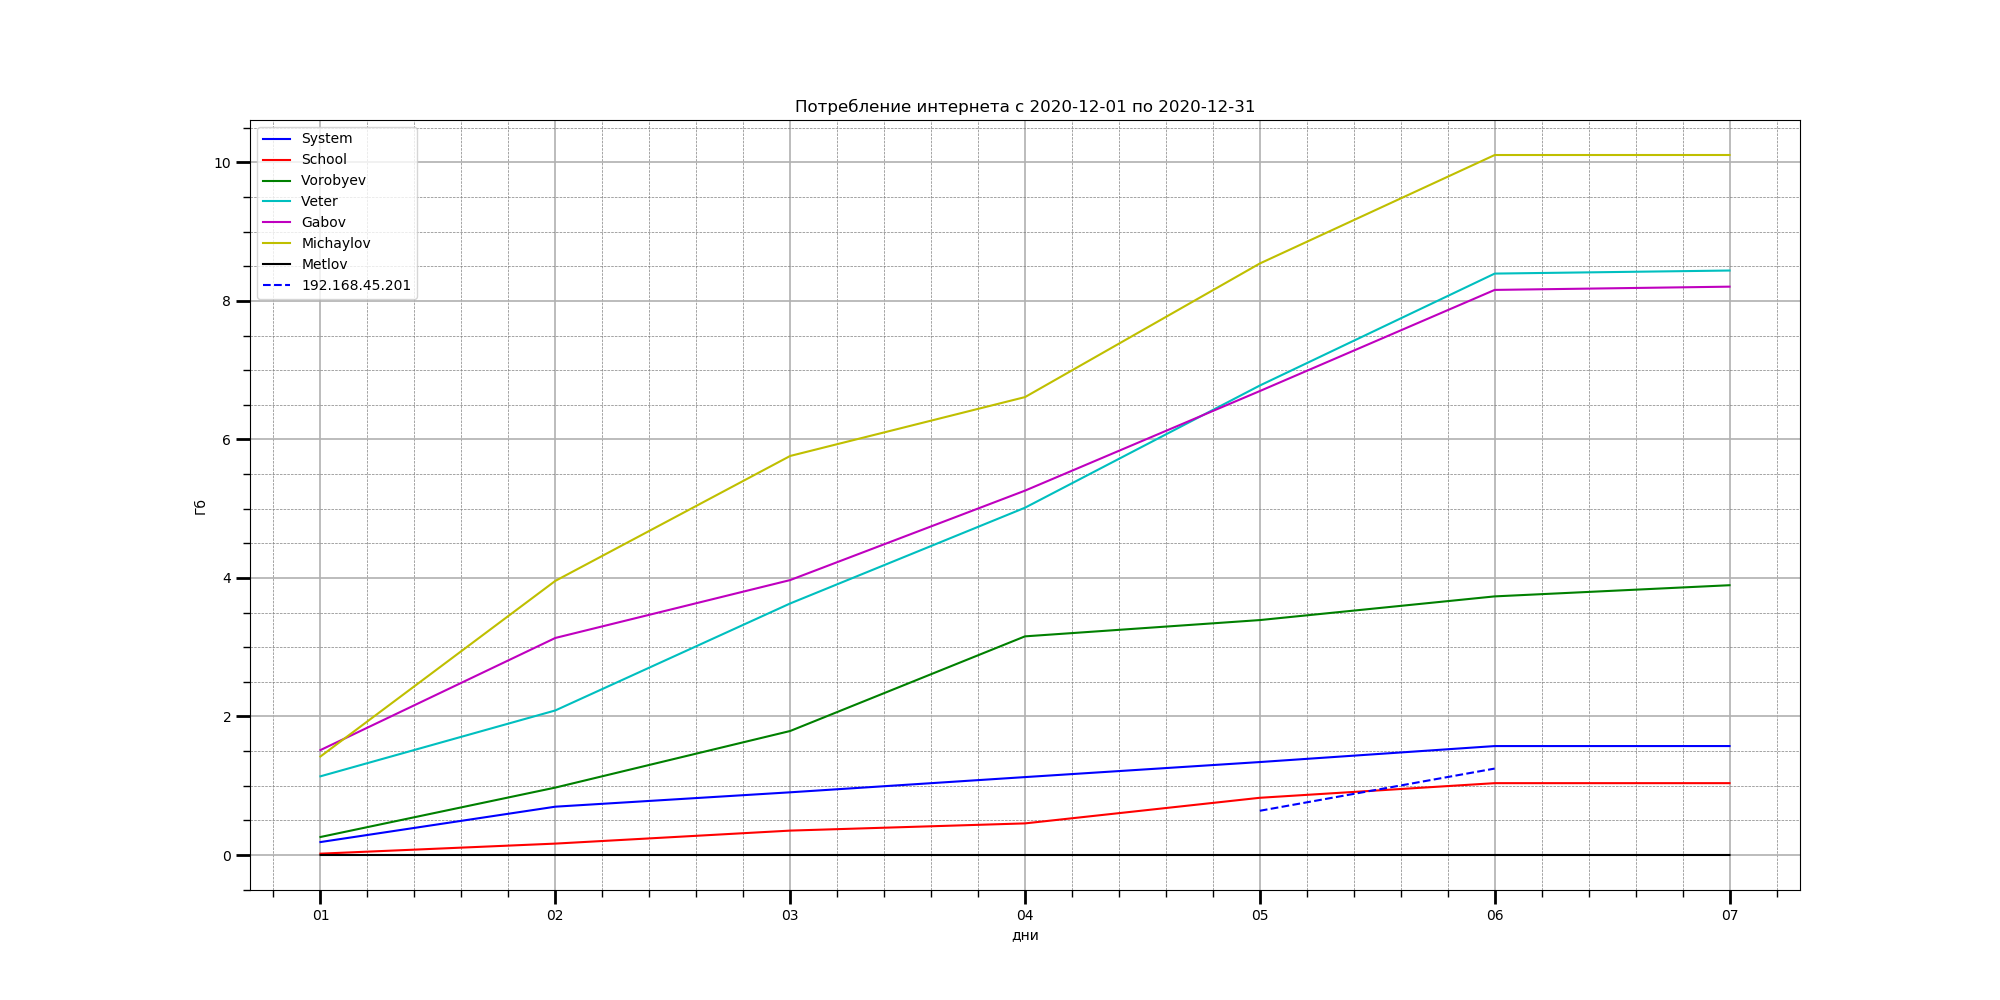 Потребление интернета с 2020-12-01 по 2020-12-31
System
School
Vorobyev
Veter
Gabov
Michaylov
Metlov
192.168.45.201
10
8
6
4
2
0
Гб
01 02 03 04 05 06 07
дни